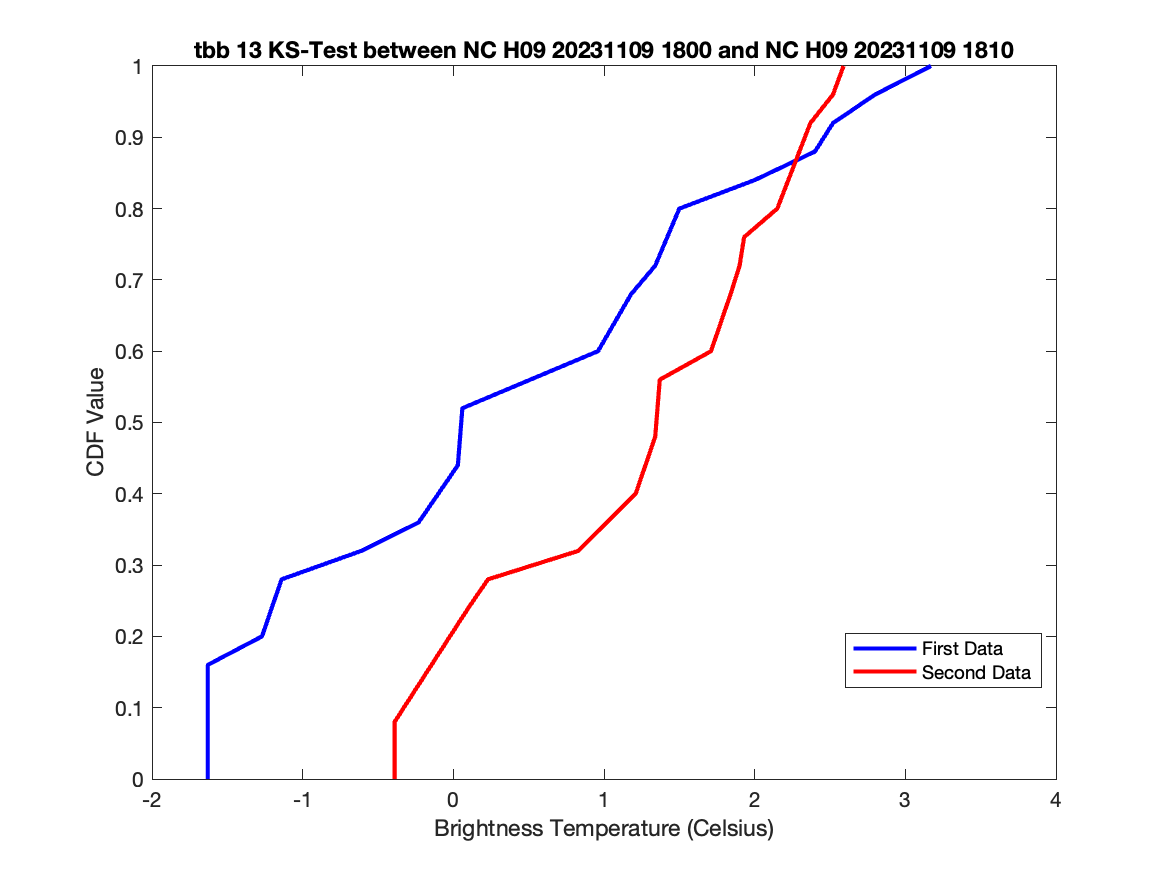 tbb 13 KS-Test between NC H09 20231109 1800 and NC H09 20231109 1810
1
0.9
0.8
0.7
0.6
0.5
0.4
0.3
0.2
0.1
0
CDF Value
First Data
Second Data
-2 -1 0 1 2 3 4
Brightness Temperature (Celsius)